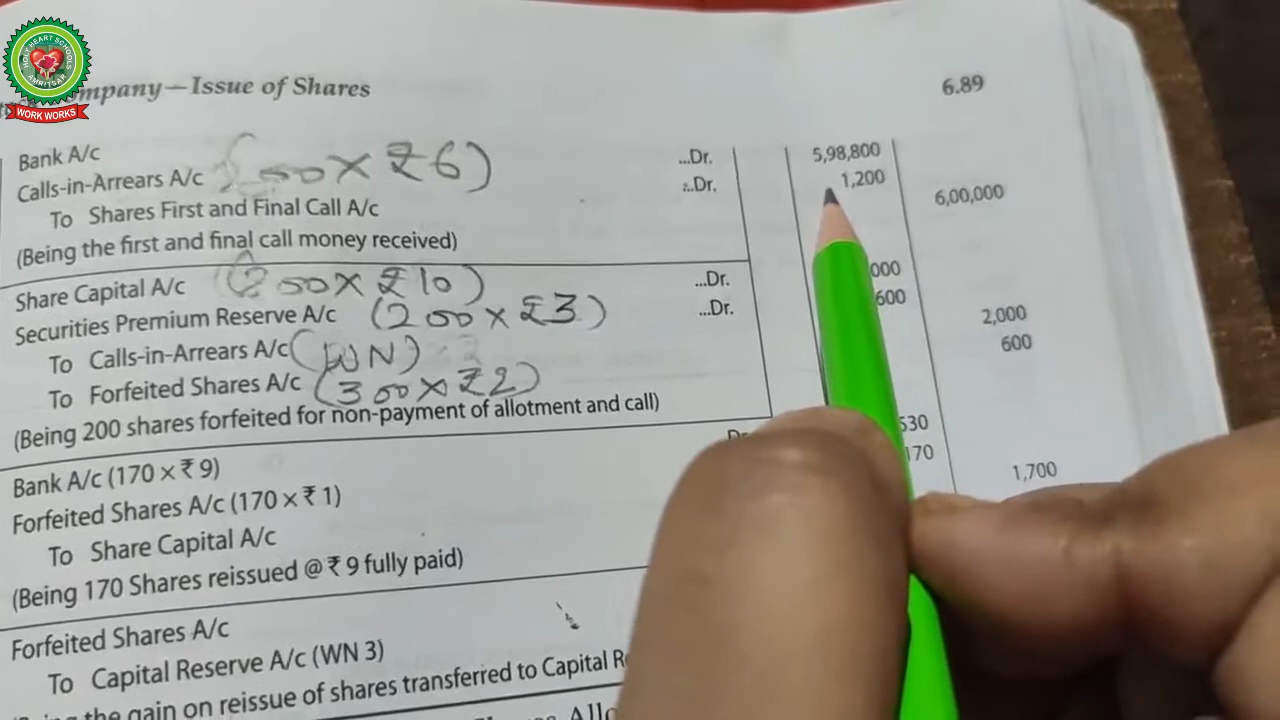 HOLY HEART SCHOOLS
AMRITSAR
WORK WORKS
mpany—Issue of Shares 6.89
Bank A/c ...Dr. 5,98,800
Calls-in-Arrears A/c 00 × ₹6) ...Dr. 1,200
To Shares First and Final Call A/c 6,00,000
(Being the first and final call money received)
Share Capital A/c (200 × ₹10) ...Dr. 000
Securities Premium Reserve A/c (200 × ₹3) ...Dr. 600
To Calls-in-Arrears A/c (WN) 2,000
To Forfeited Shares A/c (300 × ₹2) 600
(Being 200 shares forfeited for non-payment of allotment and call)
Bank A/c (170 × ₹ 9) Dr 530
Forfeited Shares A/c (170 × ₹ 1) 170
To Share Capital A/c 1,700
(Being 170 Shares reissued @ ₹ 9 fully paid)
Forfeited Shares A/c
To Capital Reserve A/c (WN 3)
the gain on reissue of shares transferred to Capital R